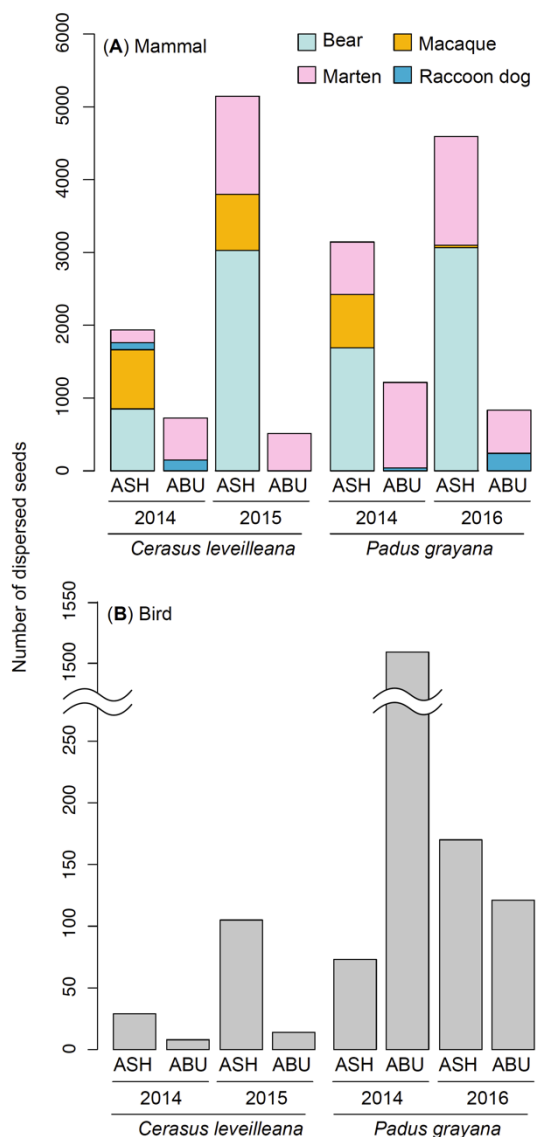 (A) Mammal
Bear
Macaque
Marten
Raccoon dog
6000
5000
4000
3000
2000
1000
0
ASH ABU ASH ABU ASH ABU ASH ABU
2014 2015 2014 2016
Cerasus leveilleana Padus grayana
Number of dispersed seeds
(B) Bird
1550
1500
250
200
150
100
50
0
ASH ABU ASH ABU ASH ABU ASH ABU
2014 2015 2014 2016
Cerasus leveilleana Padus grayana